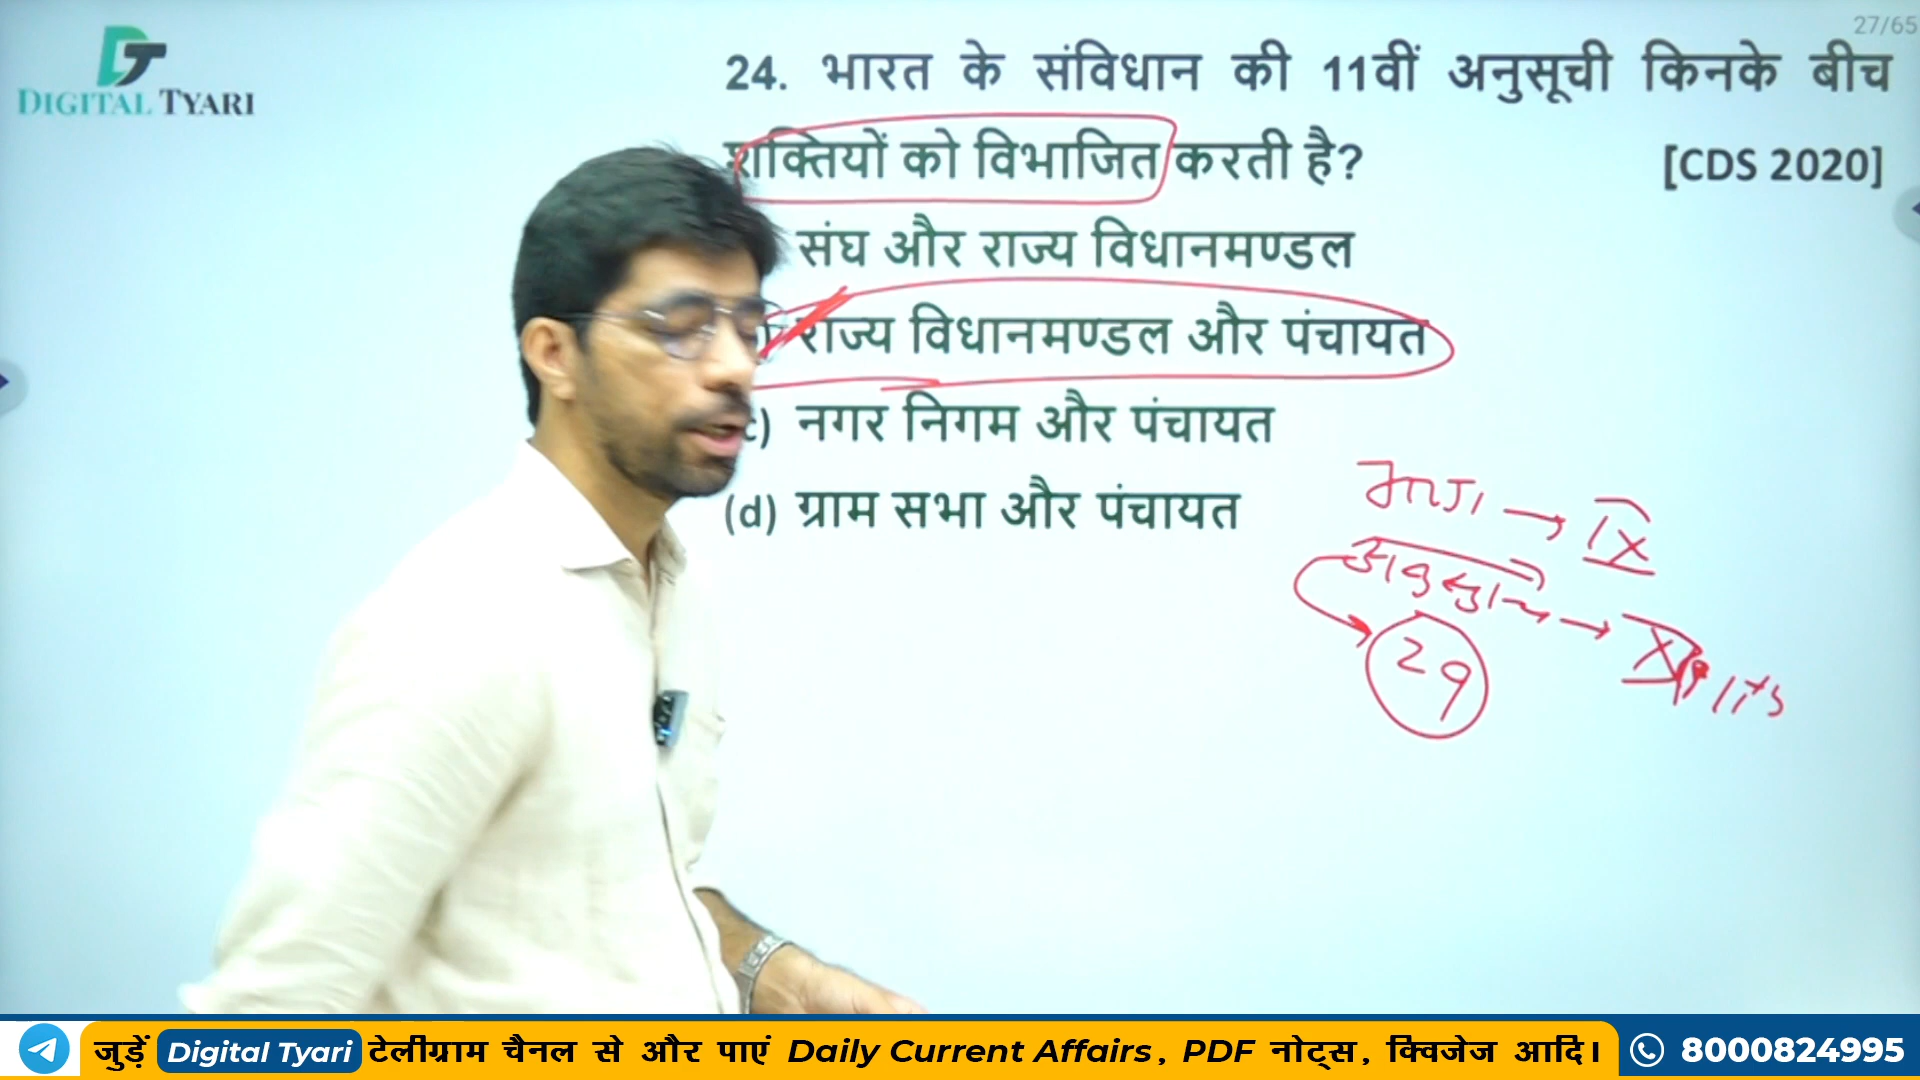 27/65
DIGITAL TYARI
24. भारत के संविधान की 11वीं अनुसूची किनके बीच
शक्तियों को विभाजित करती है? [CDS 2020]
संघ और राज्य विधानमण्डल
राज्य विधानमण्डल और पंचायत
c) नगर निगम और पंचायत
(d) ग्राम सभा और पंचायत
भाग → IX
अनुसूची →
29
जुड़ें Digital Tyari टेलीग्राम चैनल से और पाएं Daily Current Affairs, PDF नोट्स, क्विजेज आदि। 8000824995